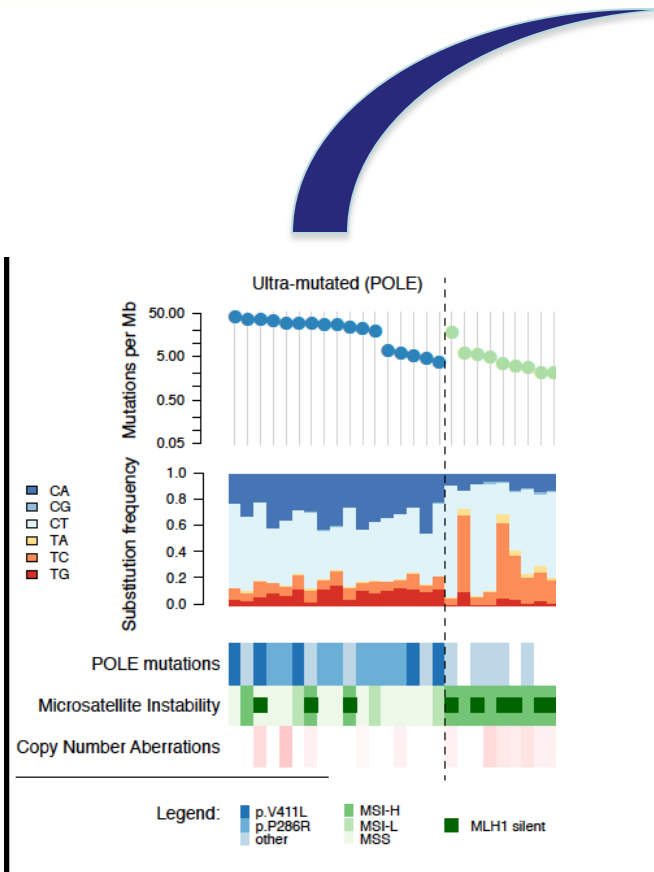 Ultra-mutated (POLE)
Mutations per Mb
50.00
5.00
0.50
0.05
Substitution frequency
1.0
0.8
0.6
0.4
0.2
0.0
CA
CG
CT
TA
TC
TG
POLE mutations
Microsatellite Instability
Copy Number Aberrations
Legend:
p.V411L
p.P286R
other
MSI-H
MSI-L
MSS
MLH1 silent